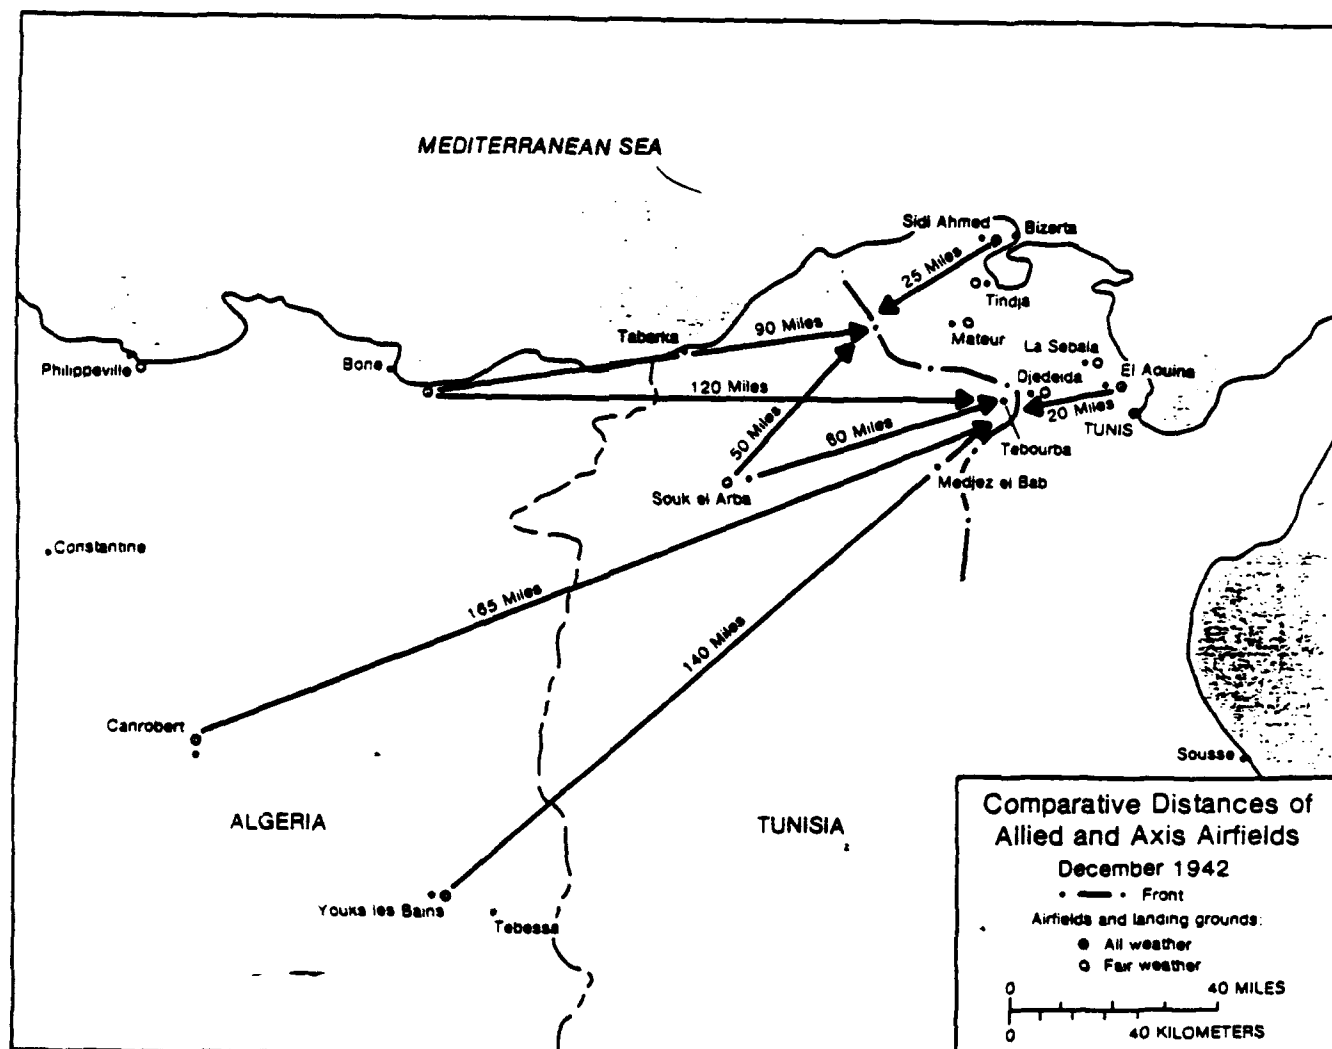 MEDITERRANEAN SEA
Sidi Ahmed
Bizerta
25 Miles
Tindja
Taberka
90 Miles
Mateur
La Sebala
Philippeville
Bone
Djedeida
El Aouina
120 Miles
20 Miles
TUNIS
50 Miles
60 Miles
Tebourba
Souk el Arba
Medjez el Bab
Constantine
165 Miles
140 Miles
Canrobert
Sousse
ALGERIA
TUNISIA
Youks les Bains
Tebessa
Comparative Distances of
Allied and Axis Airfields
December 1942
Front
Airfields and landing grounds:
All weather
Fair weather
0 40 MILES
0 40 KILOMETERS